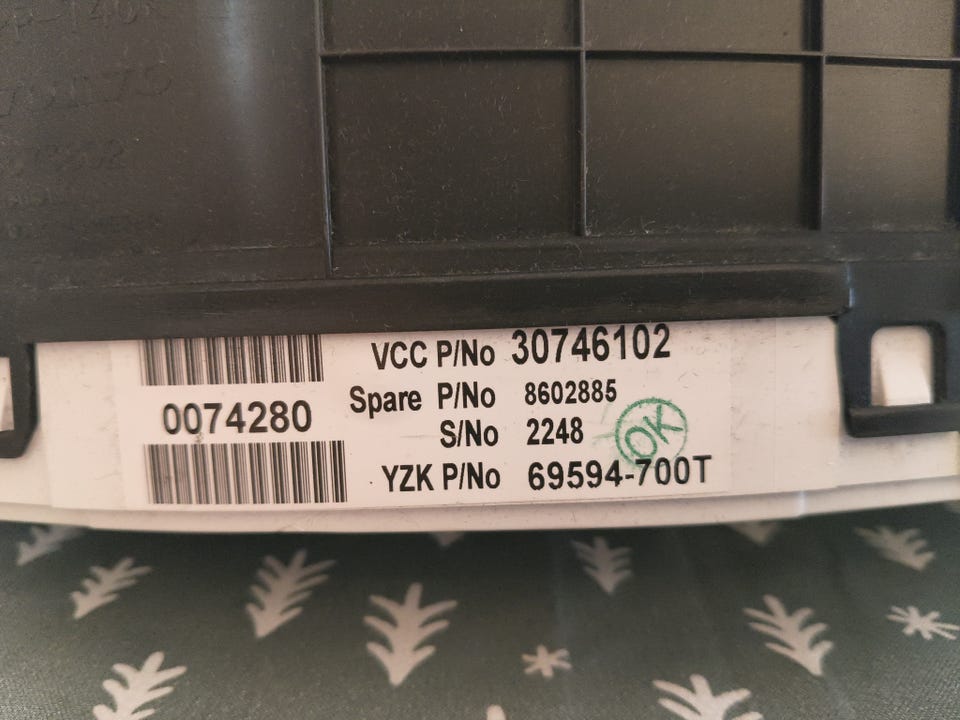 VCC P/No 30746102
Spare P/No 8602885
0074280
S/No 2248
OK
YZK P/No 69594-700T